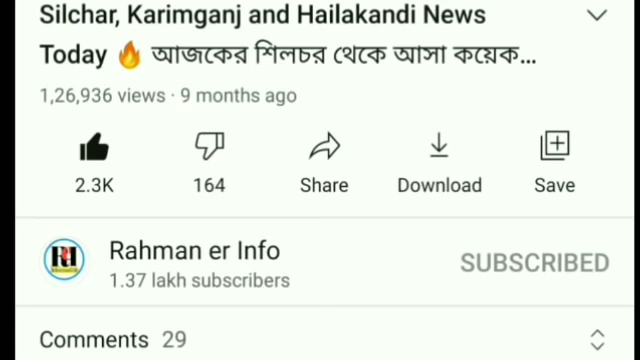 Silchar, Karimganj and Hailakandi News
Today 🔥 আজকের শিলচর থেকে আসা কয়েক...
1,26,936 views · 9 months ago
2.3K 164 Share Download Save
Rahman er Info
SUBSCRIBED
1.37 lakh subscribers
Comments 29